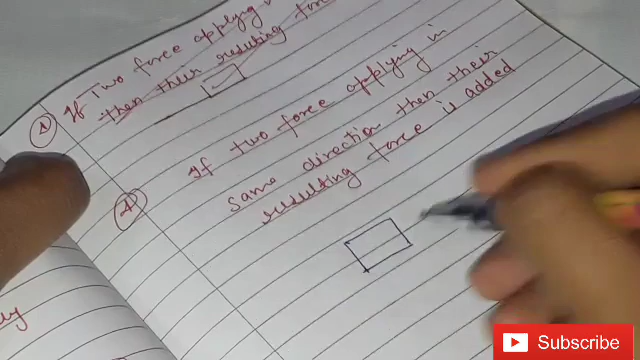 ① If Two force applying
then their resulting for
② If two force applying in
same direction then their
resulting force is added
Subscribe